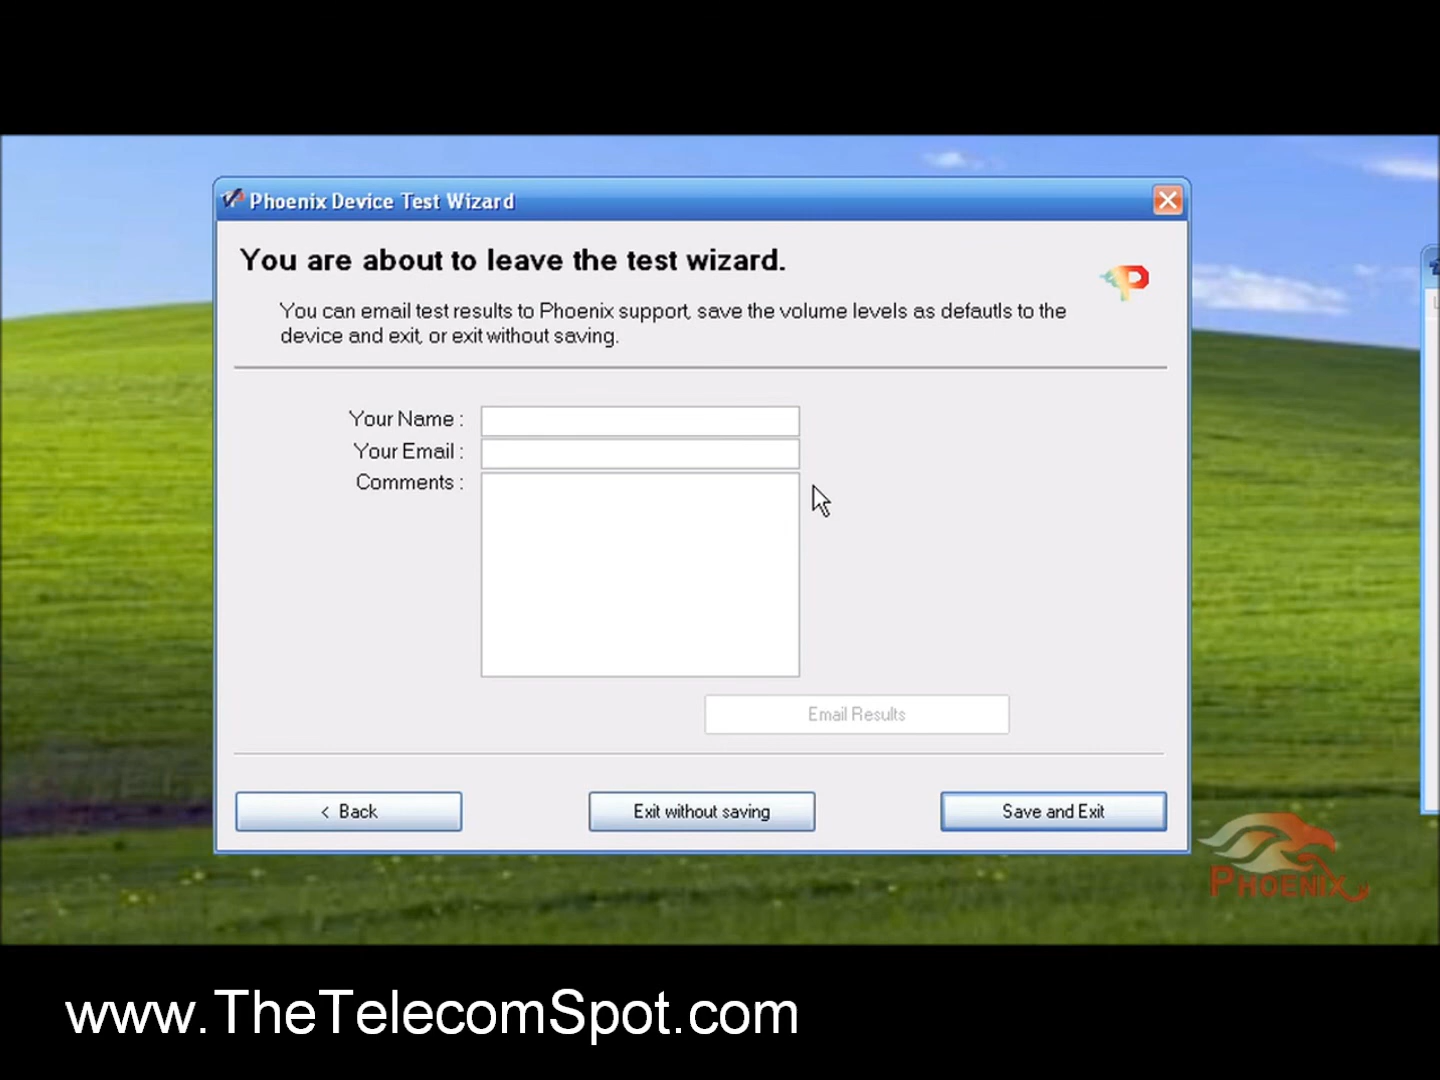 Phoenix Device Test Wizard
You are about to leave the test wizard.
You can email test results to Phoenix support, save the volume levels as defautls to the
device and exit, or exit without saving.
Your Name :
Your Email :
Comments :
Email Results
< Back
Exit without saving
Save and Exit
PHOENIX
www.TheTelecomSpot.com